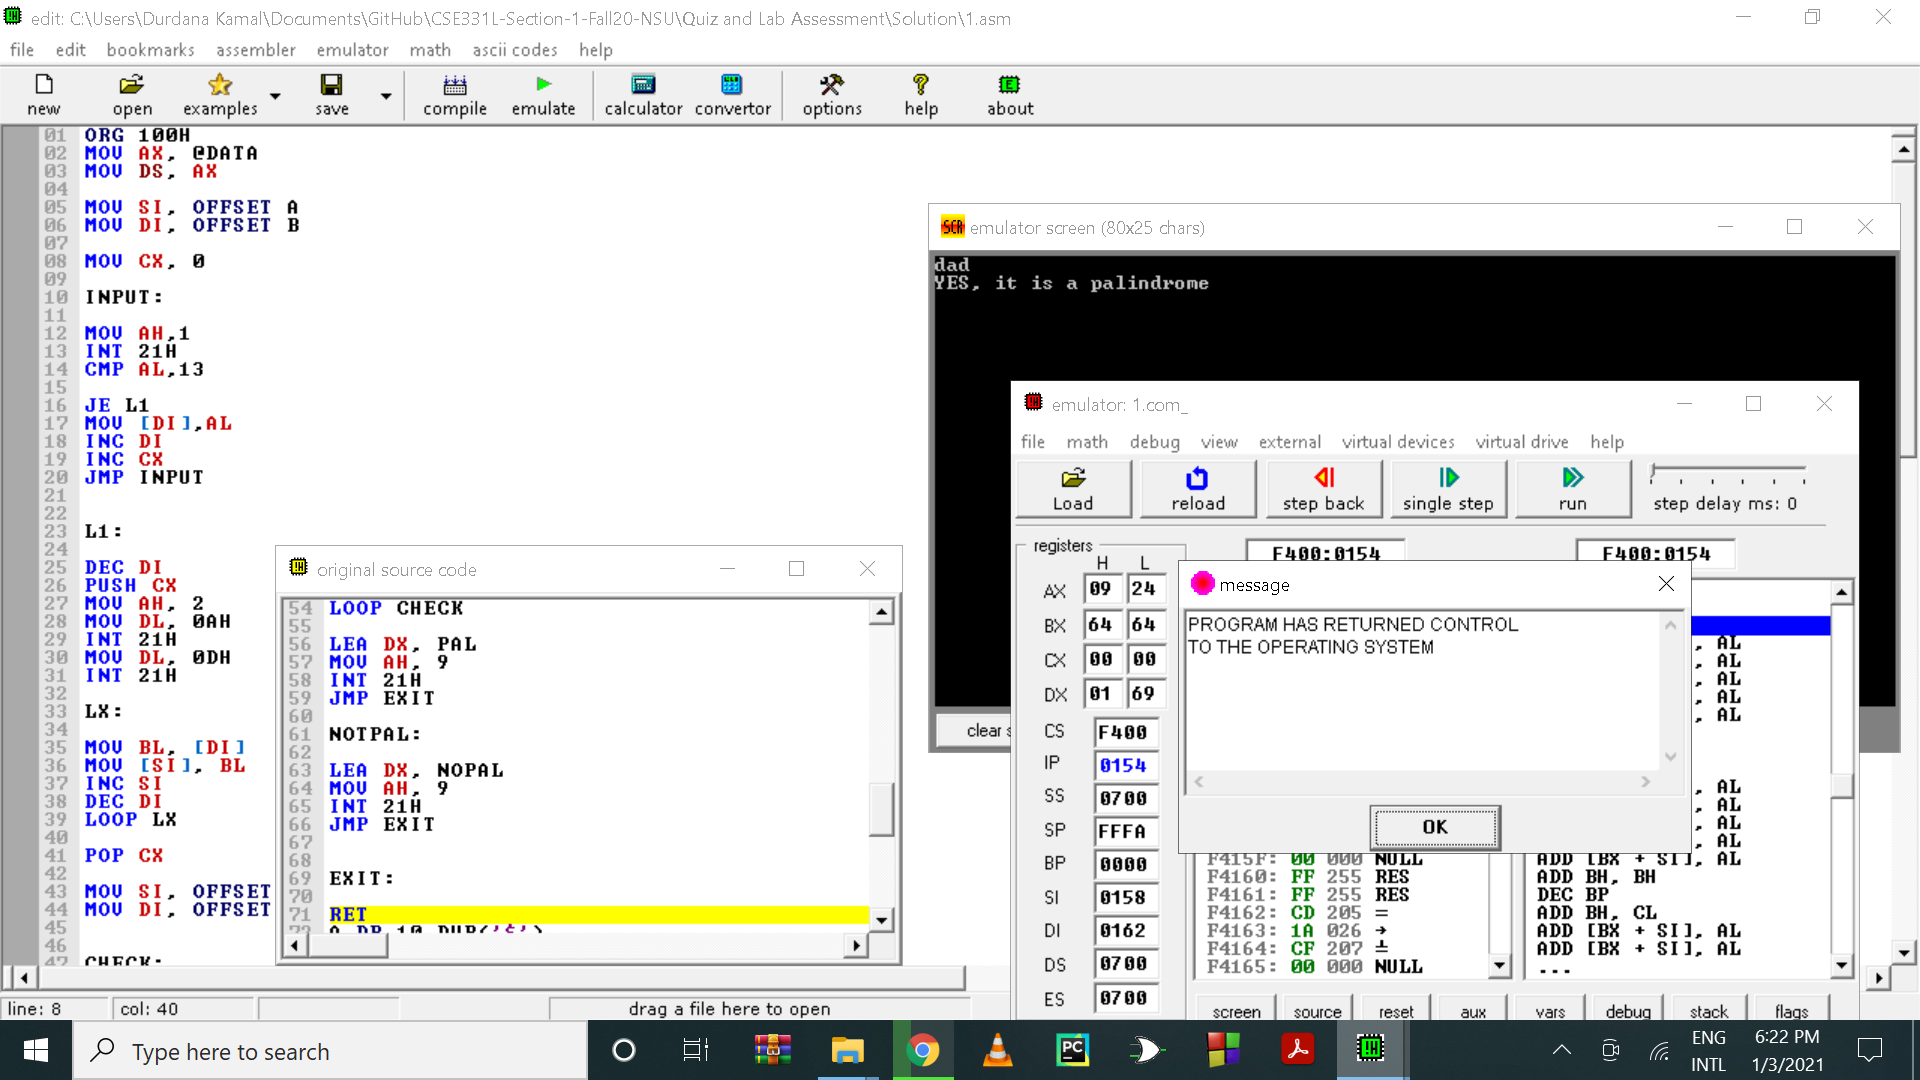 edit: C:\Users\Durdana Kamal\Documents\GitHub\CSE331L-Section-1-Fall20-NSU\Quiz and Lab Assessment\Solution\1.asm
file edit bookmarks assembler emulator math ascii codes help
new open examples save compile emulate calculator convertor options help about
01 ORG 100H
02 MOV AX, @DATA
03 MOV DS, AX
04
05 MOV SI, OFFSET A
06 MOV DI, OFFSET B
07
08 MOV CX, 0
09
10 INPUT:
11
12 MOV AH,1
13 INT 21H
14 CMP AL,13
15
16 JE L1
17 MOV [DI],AL
18 INC DI
19 INC CX
20 JMP INPUT
21
22
23 L1:
24
25 DEC DI
26 PUSH CX
27 MOV AH, 2
28 MOV DL, 0AH
29 INT 21H
30 MOV DL, 0DH
31 INT 21H
32
33 LX:
34
35 MOV BL, [DI]
36 MOV [SI], BL
37 INC SI
38 DEC DI
39 LOOP LX
40
41 POP CX
42
43 MOV SI, OFFSET
44 MOV DI, OFFSET
45
46
47 CHECK:
original source code
54 LOOP CHECK
55
56 LEA DX, PAL
57 MOV AH, 9
58 INT 21H
59 JMP EXIT
60
61 NOTPAL:
62
63 LEA DX, NOPAL
64 MOV AH, 9
65 INT 21H
66 JMP EXIT
67
68
69 EXIT:
70
71 RET
72 A DB 10 DUP('$')
SCR emulator screen (80x25 chars)
dad
YES, it is a palindrome
clear s
emulator: 1.com_
file math debug view external virtual devices virtual drive help
Load reload step back single step run step delay ms: 0
registers
F400:0154 F400:0154
H L
AX 09 24
BX 64 64
CX 00 00
DX 01 69
CS F400
IP 0154
SS 0700
SP FFFA
BP 0000
SI 0158
DI 0162
DS 0700
ES 0700
message
PROGRAM HAS RETURNED CONTROL
TO THE OPERATING SYSTEM
OK
, AL
, AL
, AL
, AL
, AL
, AL
, AL
, AL
F415F: 00 000 NULL ADD [BX + SI], AL
F4160: FF 255 RES ADD BH, BH
F4161: FF 255 RES DEC BP
F4162: CD 205 = ADD BH, CL
F4163: 1A 026 → ADD [BX + SI], AL
F4164: CF 207 ╧ ADD [BX + SI], AL
F4165: 00 000 NULL ...
screen source reset aux vars debug stack flags
line: 8 col: 40 drag a file here to open
Type here to search
PC
ENG
INTL
6:22 PM
1/3/2021